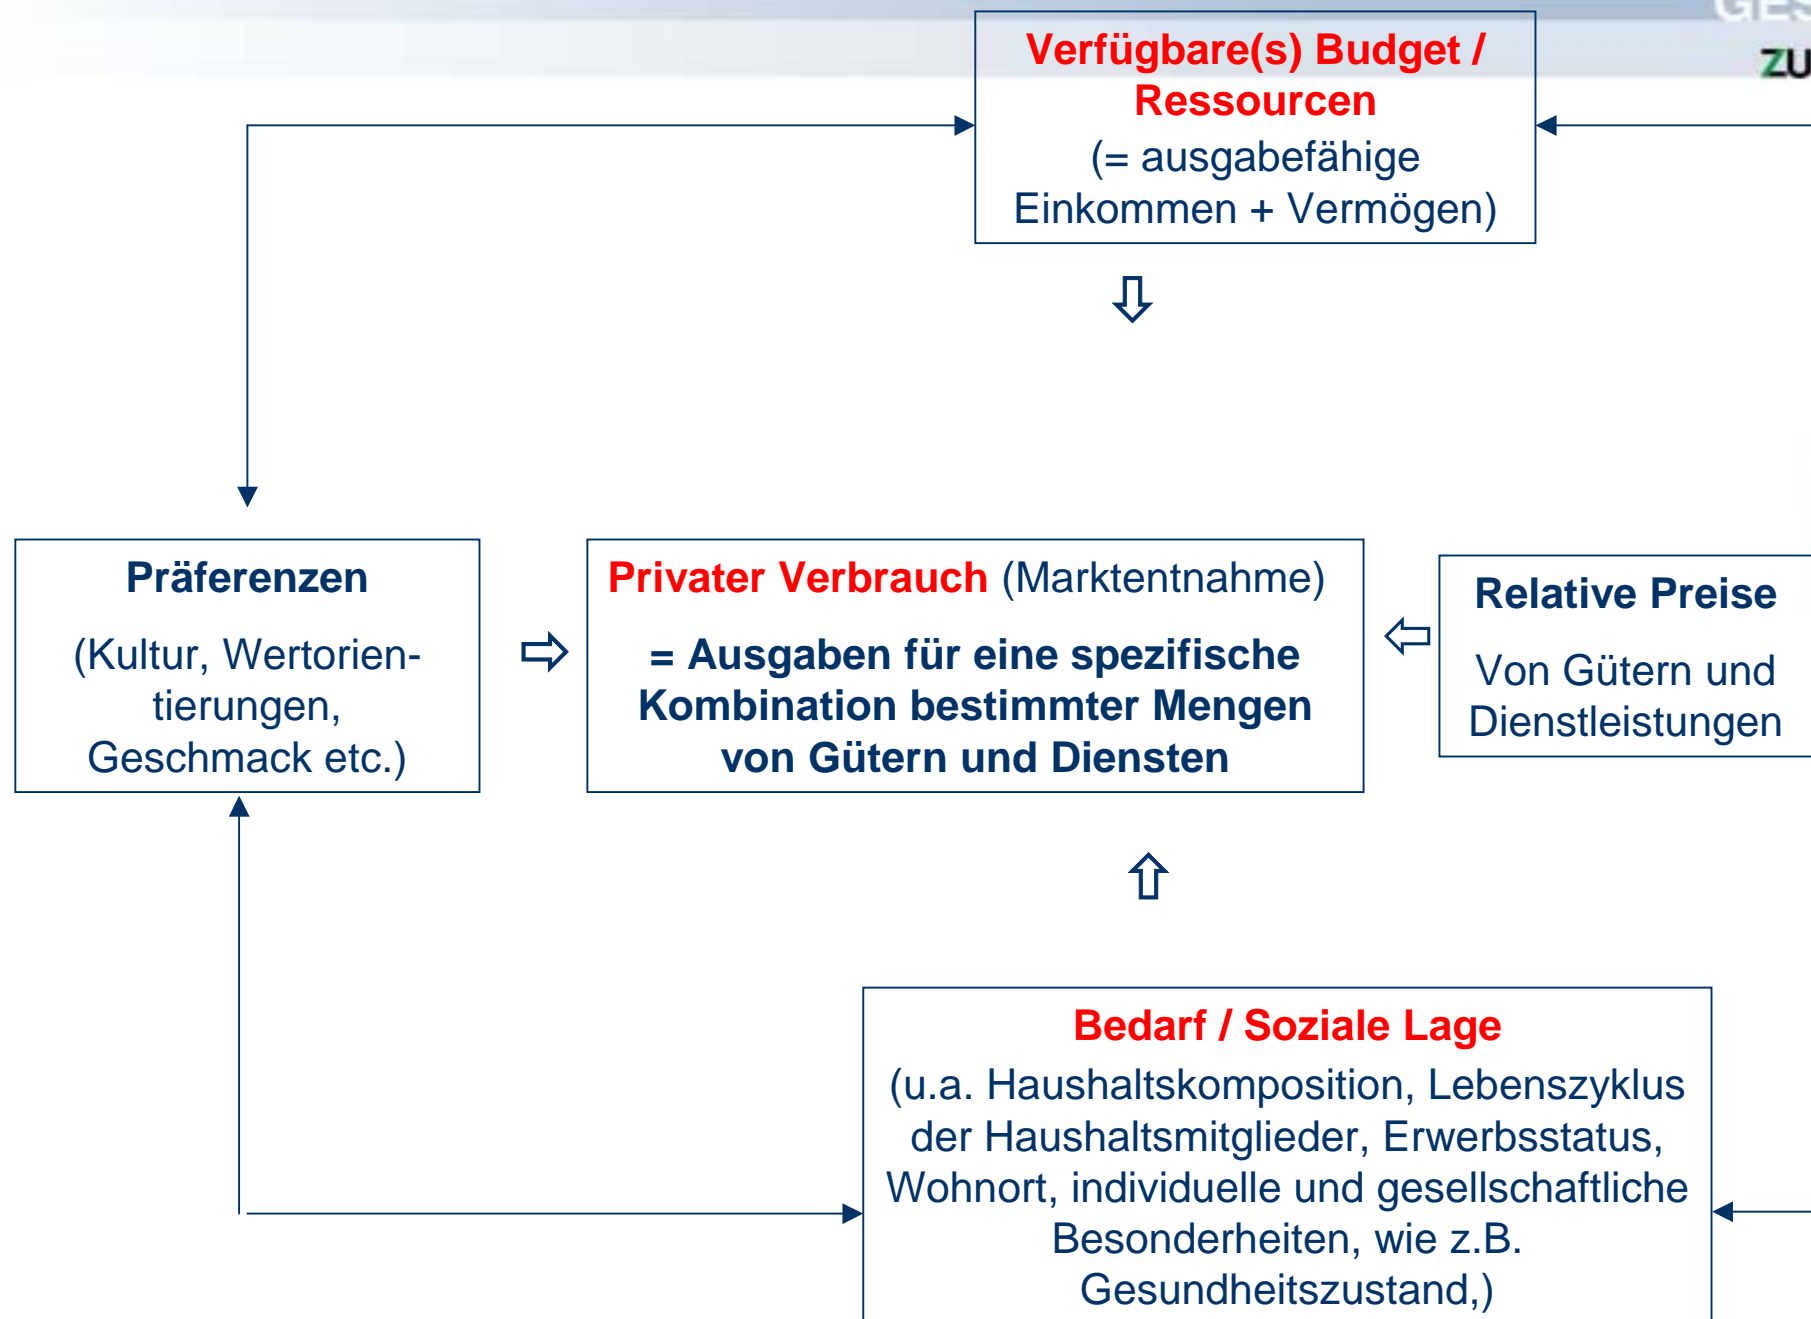 GES
ZU
Verfügbare(s) Budget /
Ressourcen
(= ausgabefähige
Einkommen + Vermögen)
Präferenzen
(Kultur, Wertorien-
tierungen,
Geschmack etc.)
Privater Verbrauch (Marktentnahme)
= Ausgaben für eine spezifische
Kombination bestimmter Mengen
von Gütern und Diensten
Relative Preise
Von Gütern und
Dienstleistungen
Bedarf / Soziale Lage
(u.a. Haushaltskomposition, Lebenszyklus
der Haushaltsmitglieder, Erwerbsstatus,
Wohnort, individuelle und gesellschaftliche
Besonderheiten, wie z.B.
Gesundheitszustand,)